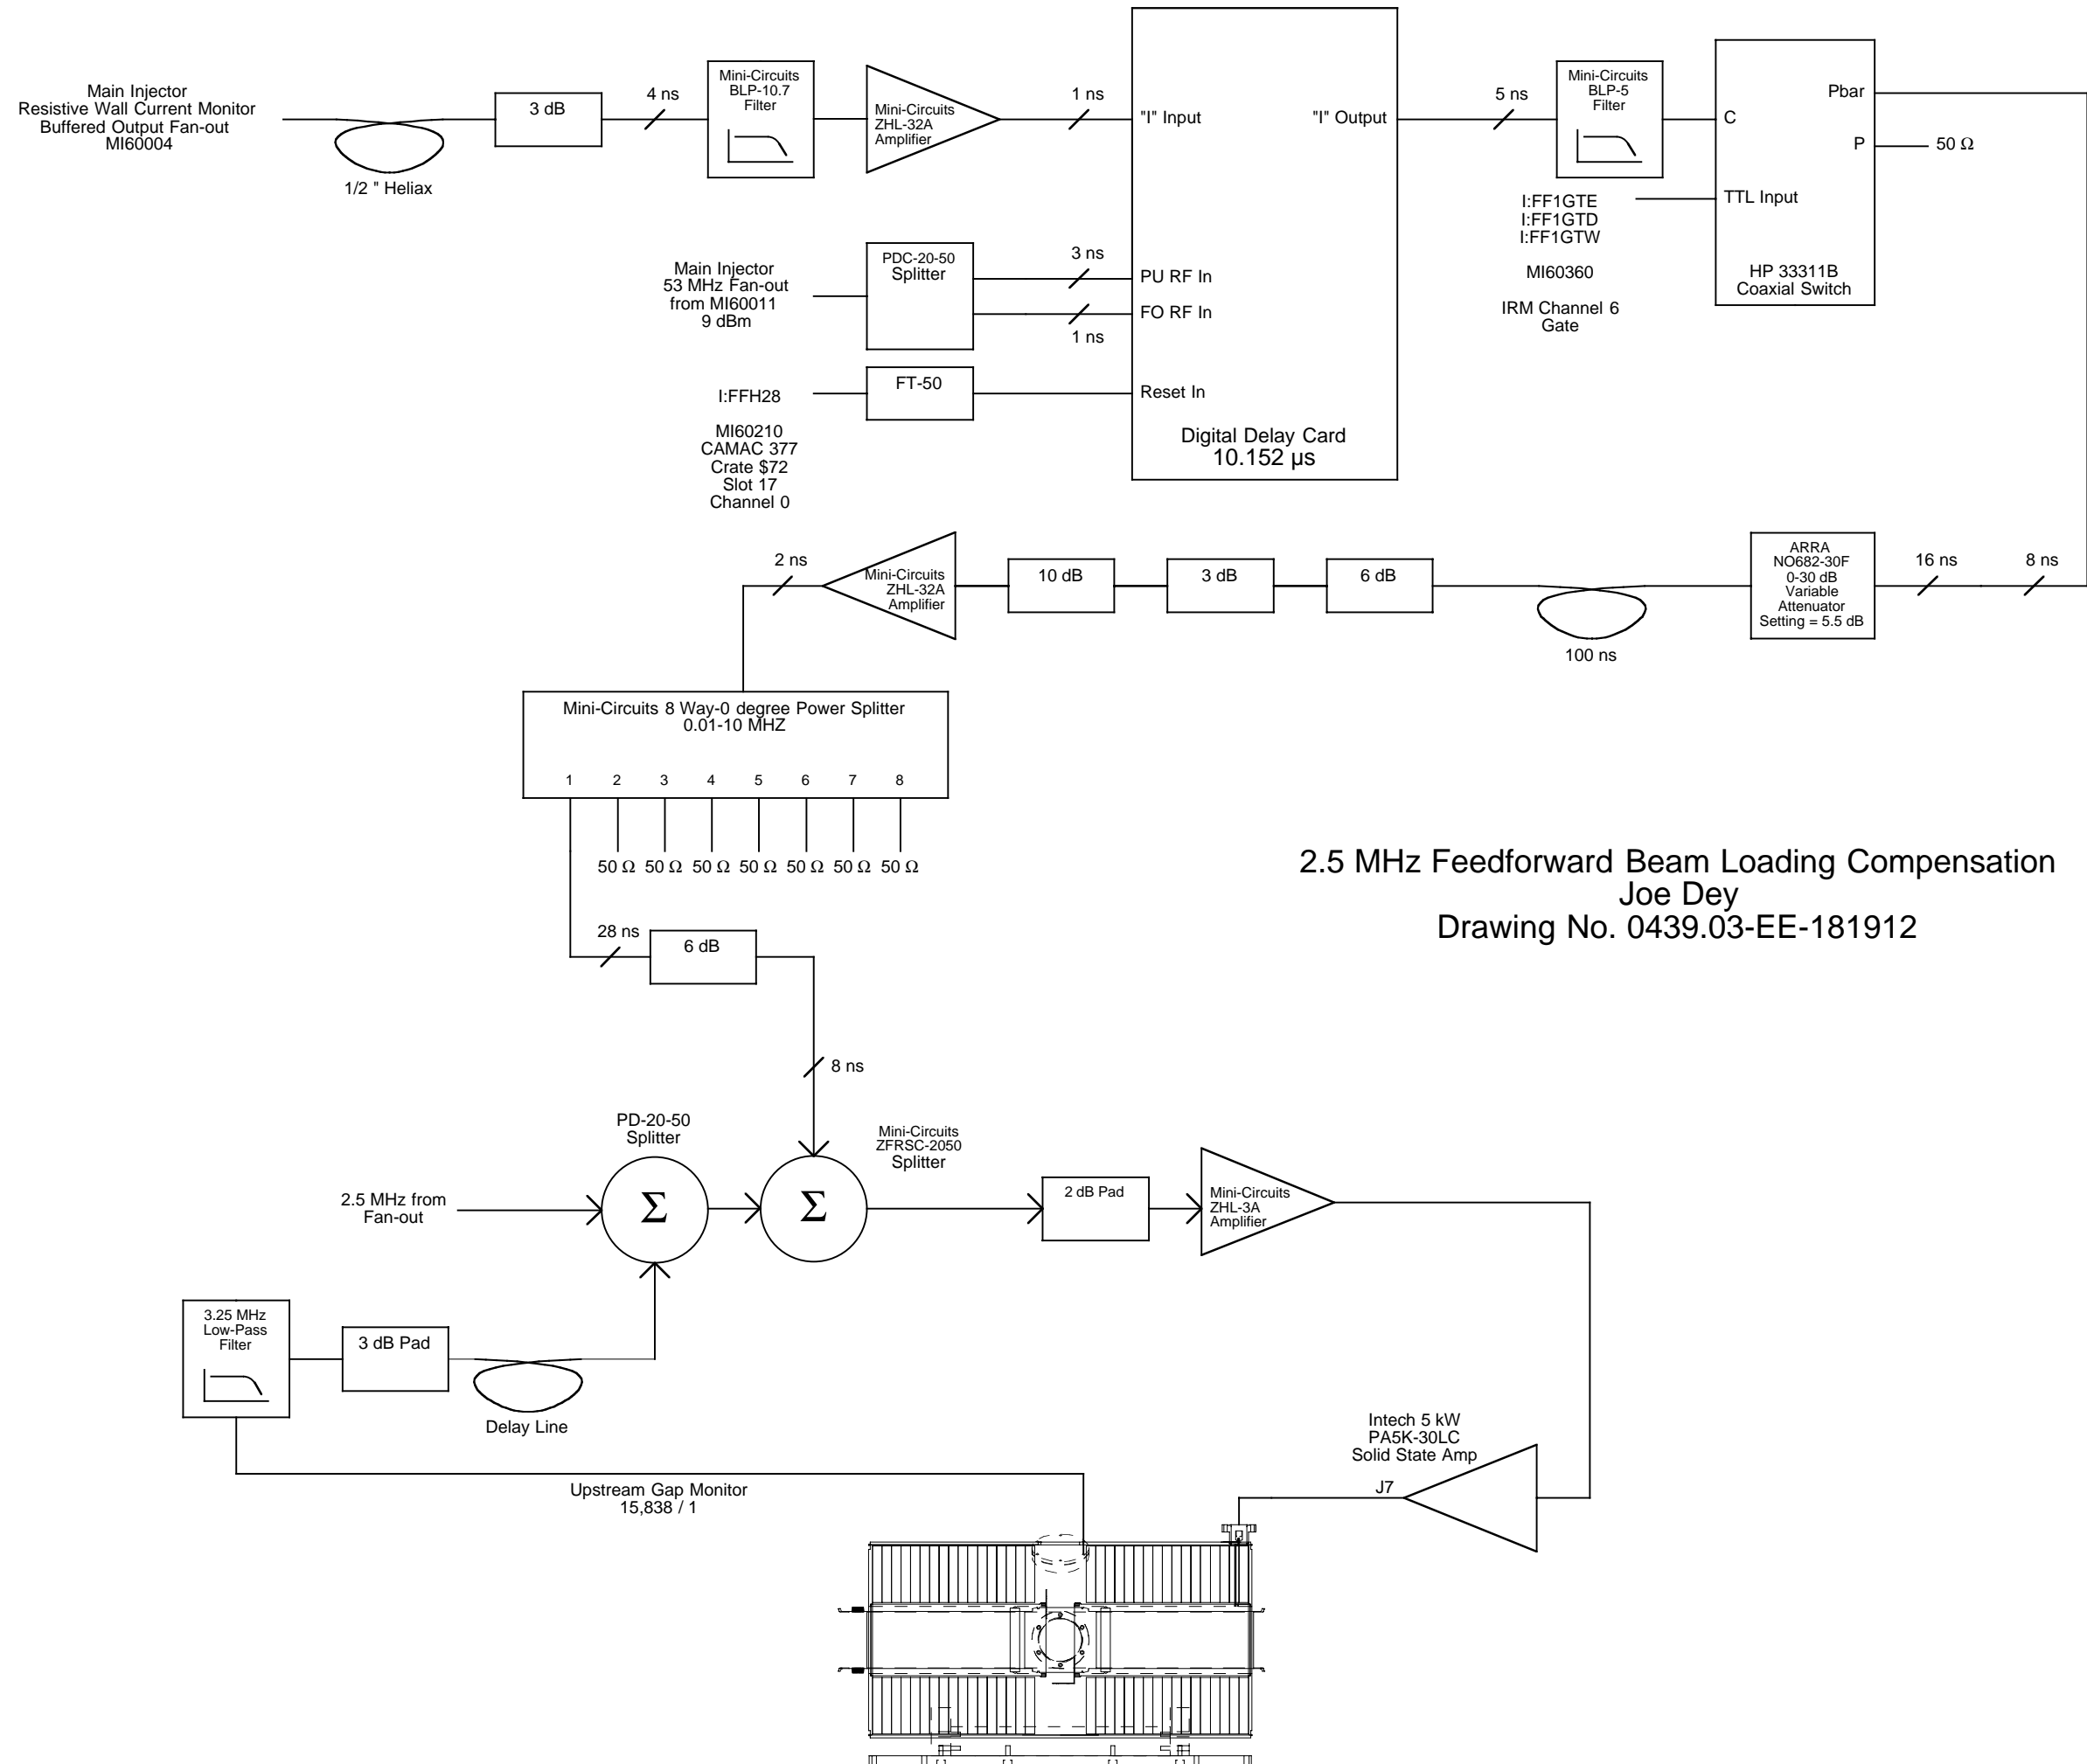 Main Injector
Resistive Wall Current Monitor
Buffered Output Fan-out
MI60004
1/2 " Heliax
3 dB
4 ns
Mini-Circuits
BLP-10.7
Filter
Mini-Circuits
ZHL-32A
Amplifier
1 ns
"I" Input
"I" Output
5 ns
Mini-Circuits
BLP-5
Filter
C
Pbar
P
50 Ω
TTL Input
HP 33311B
Coaxial Switch
I:FF1GTE
I:FF1GTD
I:FF1GTW
MI60360
IRM Channel 6
Gate
Main Injector
53 MHz Fan-out
from MI60011
9 dBm
PDC-20-50
Splitter
3 ns
PU RF In
FO RF In
1 ns
I:FFH28
MI60210
CAMAC 377
Crate $72
Slot 17
Channel 0
FT-50
Reset In
Digital Delay Card
10.152 µs
2 ns
Mini-Circuits
ZHL-32A
Amplifier
10 dB
3 dB
6 dB
100 ns
ARRA
NO682-30F
0-30 dB
Variable
Attenuator
Setting = 5.5 dB
16 ns
8 ns
Mini-Circuits 8 Way-0 degree Power Splitter
0.01-10 MHZ
1 2 3 4 5 6 7 8
50 Ω 50 Ω 50 Ω 50 Ω 50 Ω 50 Ω 50 Ω
2.5 MHz Feedforward Beam Loading Compensation
Joe Dey
Drawing No. 0439.03-EE-181912
28 ns
6 dB
8 ns
PD-20-50
Splitter
Mini-Circuits
ZFRSC-2050
Splitter
2.5 MHz from
Fan-out
Σ
Σ
2 dB Pad
Mini-Circuits
ZHL-3A
Amplifier
3.25 MHz
Low-Pass
Filter
3 dB Pad
Delay Line
Upstream Gap Monitor
15,838 / 1
Intech 5 kW
PA5K-30LC
Solid State Amp
J7